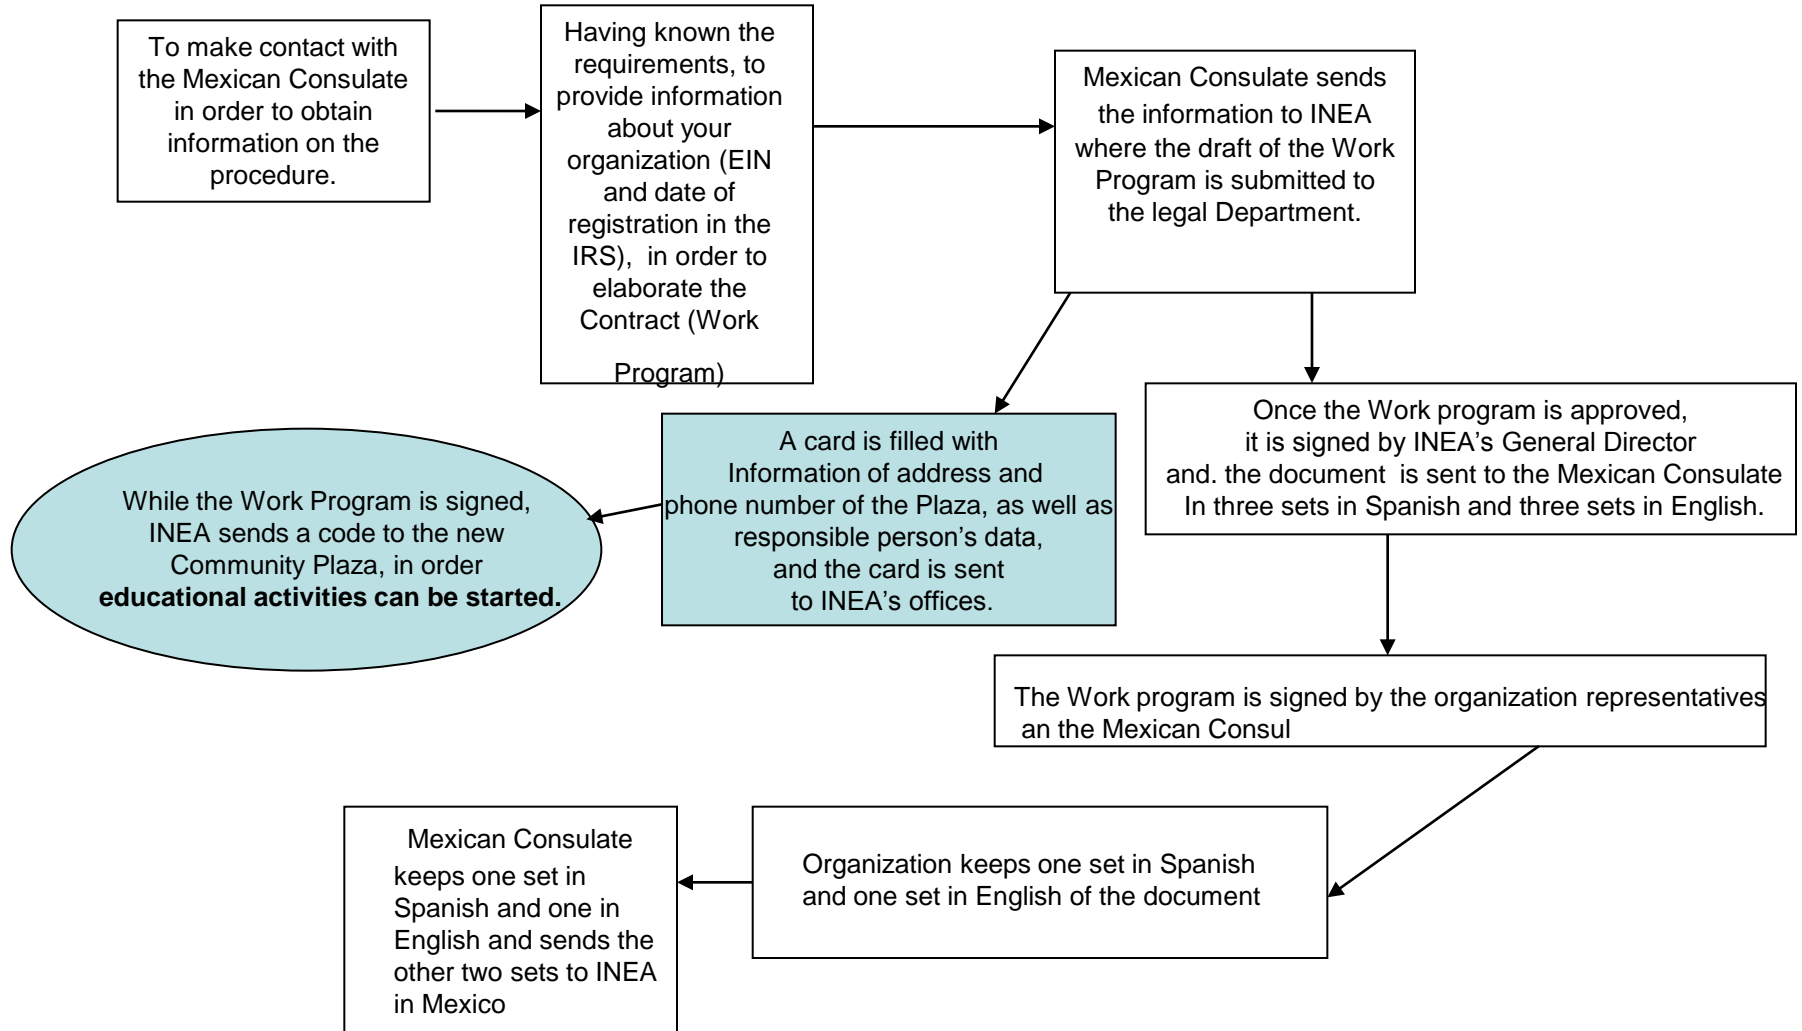 To make contact with
the Mexican Consulate
in order to obtain
information on the
procedure.
Having known the
requirements, to
provide information
about your
organization (EIN
and date of
registration in the
IRS),  in order to
elaborate the
Contract (Work
Program)
Mexican Consulate sends
the information to INEA
where the draft of the Work
Program is submitted to
the legal Department.
A card is filled with
Information of address and
phone number of the Plaza, as well as
responsible person’s data,
and the card is sent
to INEA’s offices.
While the Work Program is signed,
INEA sends a code to the new
Community Plaza, in order
educational activities can be started.
Once the Work program is approved,
it is signed by INEA’s General Director
and. the document  is sent to the Mexican Consulate
In three sets in Spanish and three sets in English.
The Work program is signed by the organization representatives
an the Mexican Consul
Organization keeps one set in Spanish
and one set in English of the document
Mexican Consulate
keeps one set in
Spanish and one in
English and sends the
other two sets to INEA
in Mexico